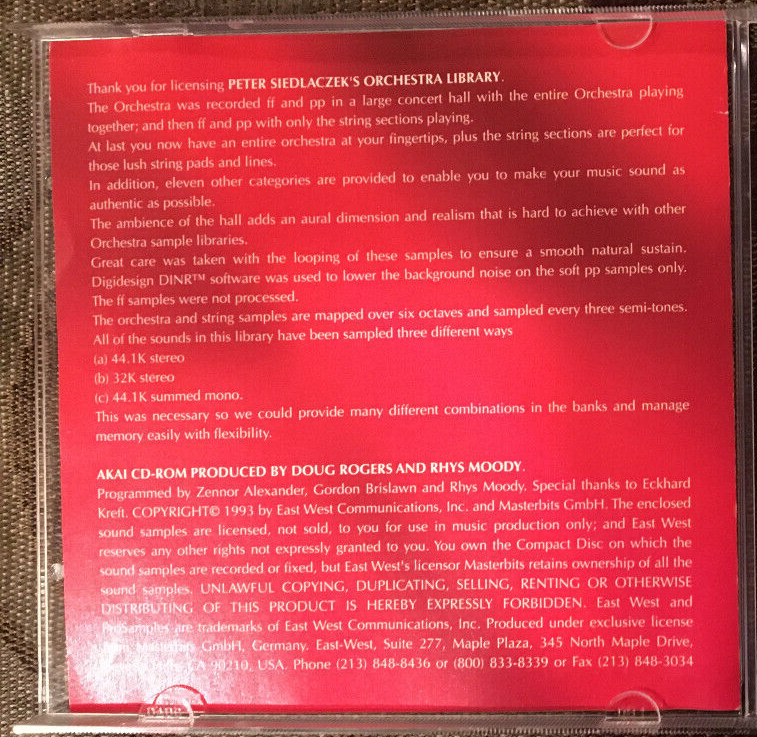 Thank you for licensing PETER SIEDLACZEK'S ORCHESTRA LIBRARY.
The Orchestra was recorded ff and pp in a large concert hall with the entire Orchestra playing
together; and then ff and pp with only the string sections playing.
At last you now have an entire orchestra at your fingertips, plus the string sections are perfect for
those lush string pads and lines.
In addition, eleven other categories are provided to enable you to make your music sound as
authentic as possible.
The ambience of the hall adds an aural dimension and realism that is hard to achieve with other
Orchestra sample libraries.
Great care was taken with the looping of these samples to ensure a smooth natural sustain.
Digidesign DINR™ software was used to lower the background noise on the soft pp samples only.
The ff samples were not processed.
The orchestra and string samples are mapped over six octaves and sampled every three semi-tones.
All of the sounds in this library have been sampled three different ways
(a) 44.1K stereo
(b) 32K stereo
(c) 44.1K summed mono.
This was necessary so we could provide many different combinations in the banks and manage
memory easily with flexibility.
AKAI CD-ROM PRODUCED BY DOUG ROGERS AND RHYS MOODY.
Programmed by Zennor Alexander, Gordon Brislawn and Rhys Moody. Special thanks to Eckhard
Kreft. COPYRIGHT© 1993 by East West Communications, Inc. and Masterbits GmbH. The enclosed
sound samples are licensed, not sold, to you for use in music production only; and East West
reserves any other rights not expressly granted to you. You own the Compact Disc on which the
sound samples are recorded or fixed, but East West's licensor Masterbits retains ownership of all the
sound samples. UNLAWFUL COPYING, DUPLICATING, SELLING, RENTING OR OTHERWISE
DISTRIBUTING OF THIS PRODUCT IS HEREBY EXPRESSLY FORBIDDEN. East West and
ProSamples are trademarks of East West Communications, Inc. Produced under exclusive license
GmbH, Germany. East-West, Suite 277, Maple Plaza, 345 North Maple Drive,
CA 90210, USA. Phone (213) 848-8436 or (800) 833-8339 or Fax (213) 848-3034